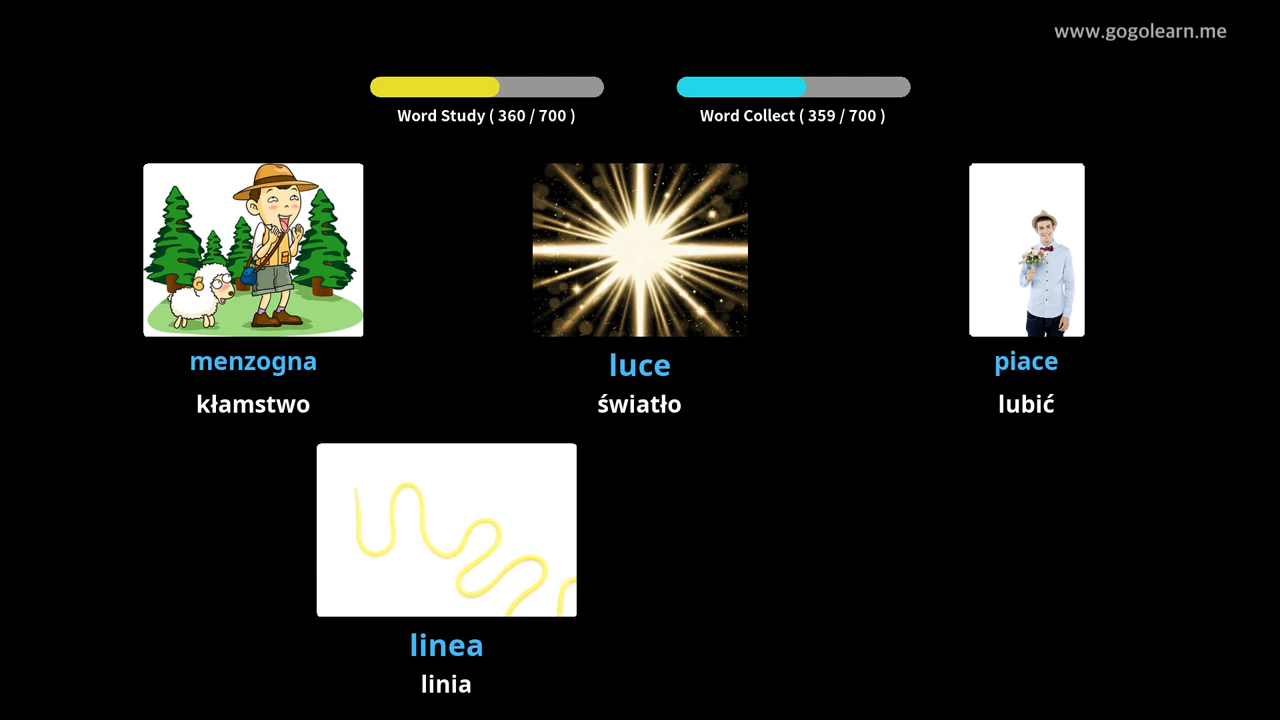 www.gogolearn.me
Word Study ( 360 / 700 )
Word Collect ( 359 / 700 )
menzogna
kłamstwo
luce
światło
piace
lubić
linea
linia